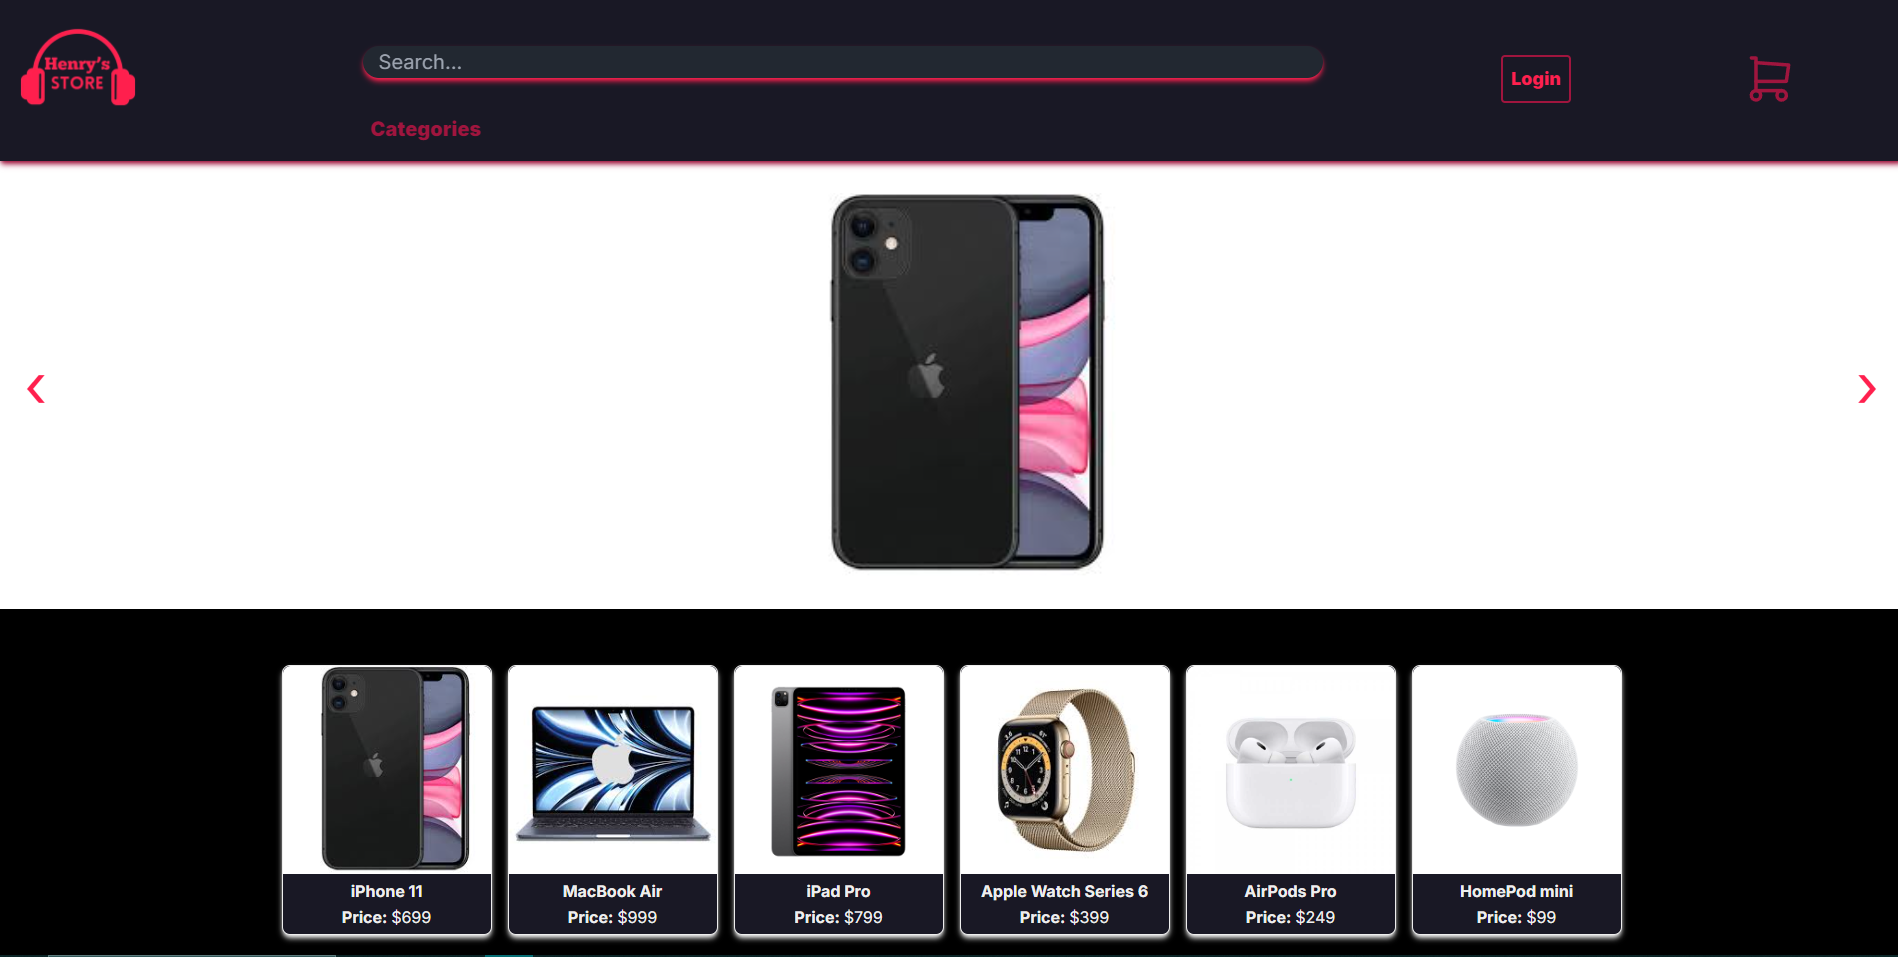 Henry's
STORE
Search...
Login
Categories
iPhone 11
Price: $699
MacBook Air
Price: $999
iPad Pro
Price: $799
Apple Watch Series 6
Price: $399
AirPods Pro
Price: $249
HomePod mini
Price: $99